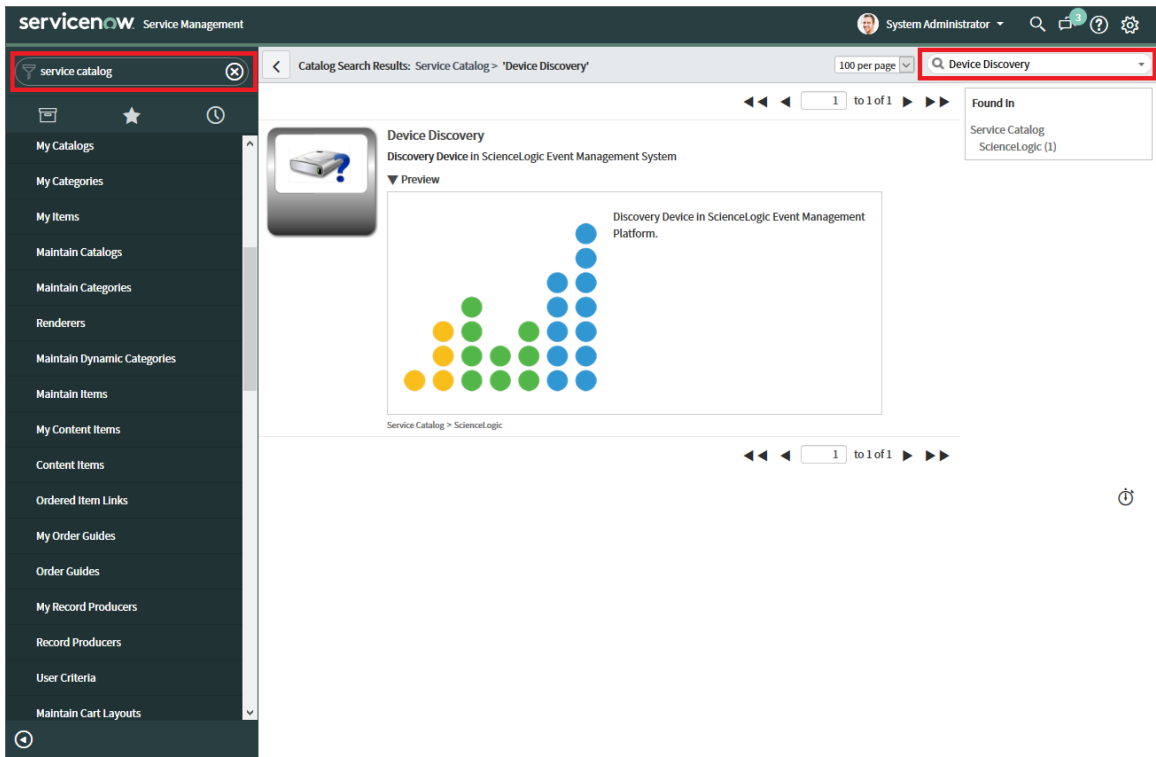 servicenow Service Management
System Administrator
3
service catalog
Catalog Search Results: Service Catalog > 'Device Discovery'
100 per page
Device Discovery
My Catalogs
My Categories
My Items
Maintain Catalogs
Maintain Categories
Renderers
Maintain Dynamic Categories
Maintain Items
My Content Items
Content Items
Ordered Item Links
My Order Guides
Order Guides
My Record Producers
Record Producers
User Criteria
Maintain Cart Layouts
1 to 1 of 1
Device Discovery
Discovery Device in ScienceLogic Event Management System
Preview
Discovery Device in ScienceLogic Event Management
Platform.
Service Catalog > ScienceLogic
1 to 1 of 1
Found In
Service Catalog
ScienceLogic (1)